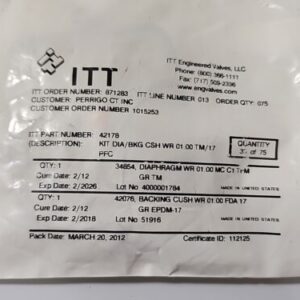 ITT
ITT Engineered Valves, LLC
Phone: (800) 366-1111
Fax: (717) 509-2336
www.engvalves.com
ITT ORDER NUMBER: 871283 ITT LINE NUMBER 013 ORDER QTY: 075
CUSTOMER: PERRIGO CT INC
CUSTOMER ORDER NUMBER: 1015253
ITT PART NUMBER: 42178
(DESCRIPTION): KIT DIA/BKG CSH WR 01.00 TM/17
PFC
QUANTITY
of 75
QTY: 1 34854, DIAPHRAGM WR 01.00 MC C1 TFM
Cure Date: 2/12 GR TM
Exp Date: 2/2026 Lot No 4000001784 MADE IN UNITED STATES
QTY: 1 42076, BACKING CUSH WR 01.00 FDA 17
Cure Date: 2/12 GR EPDM-17
Exp Date: 2/2018 Lot No 51916 MADE IN UNITED STATES
Pack Date: MARCH 20, 2012 Certificate ID: 112125